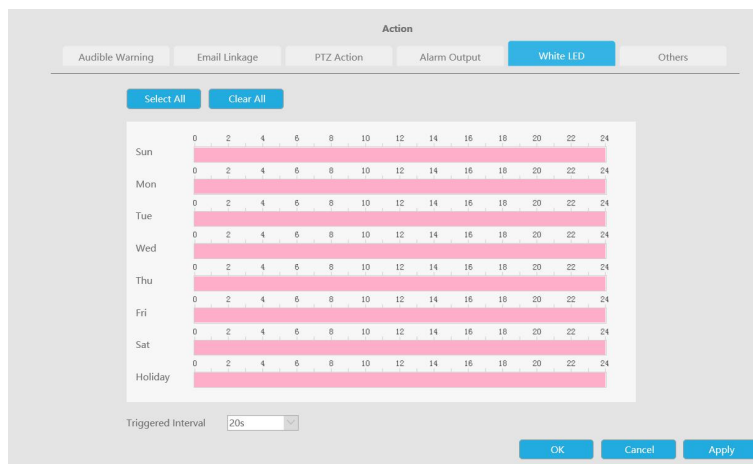 Action
Audible Warning Email Linkage PTZ Action Alarm Output White LED Others
Select All Clear All
0 2 4 6 8 10 12 14 16 18 20 22 24
Sun
0 2 4 6 8 10 12 14 16 18 20 22 24
Mon
0 2 4 6 8 10 12 14 16 18 20 22 24
Tue
0 2 4 6 8 10 12 14 16 18 20 22 24
Wed
0 2 4 6 8 10 12 14 16 18 20 22 24
Thu
0 2 4 6 8 10 12 14 16 18 20 22 24
Fri
0 2 4 6 8 10 12 14 16 18 20 22 24
Sat
0 2 4 6 8 10 12 14 16 18 20 22 24
Holiday
Triggered Interval 20s
OK Cancel Apply